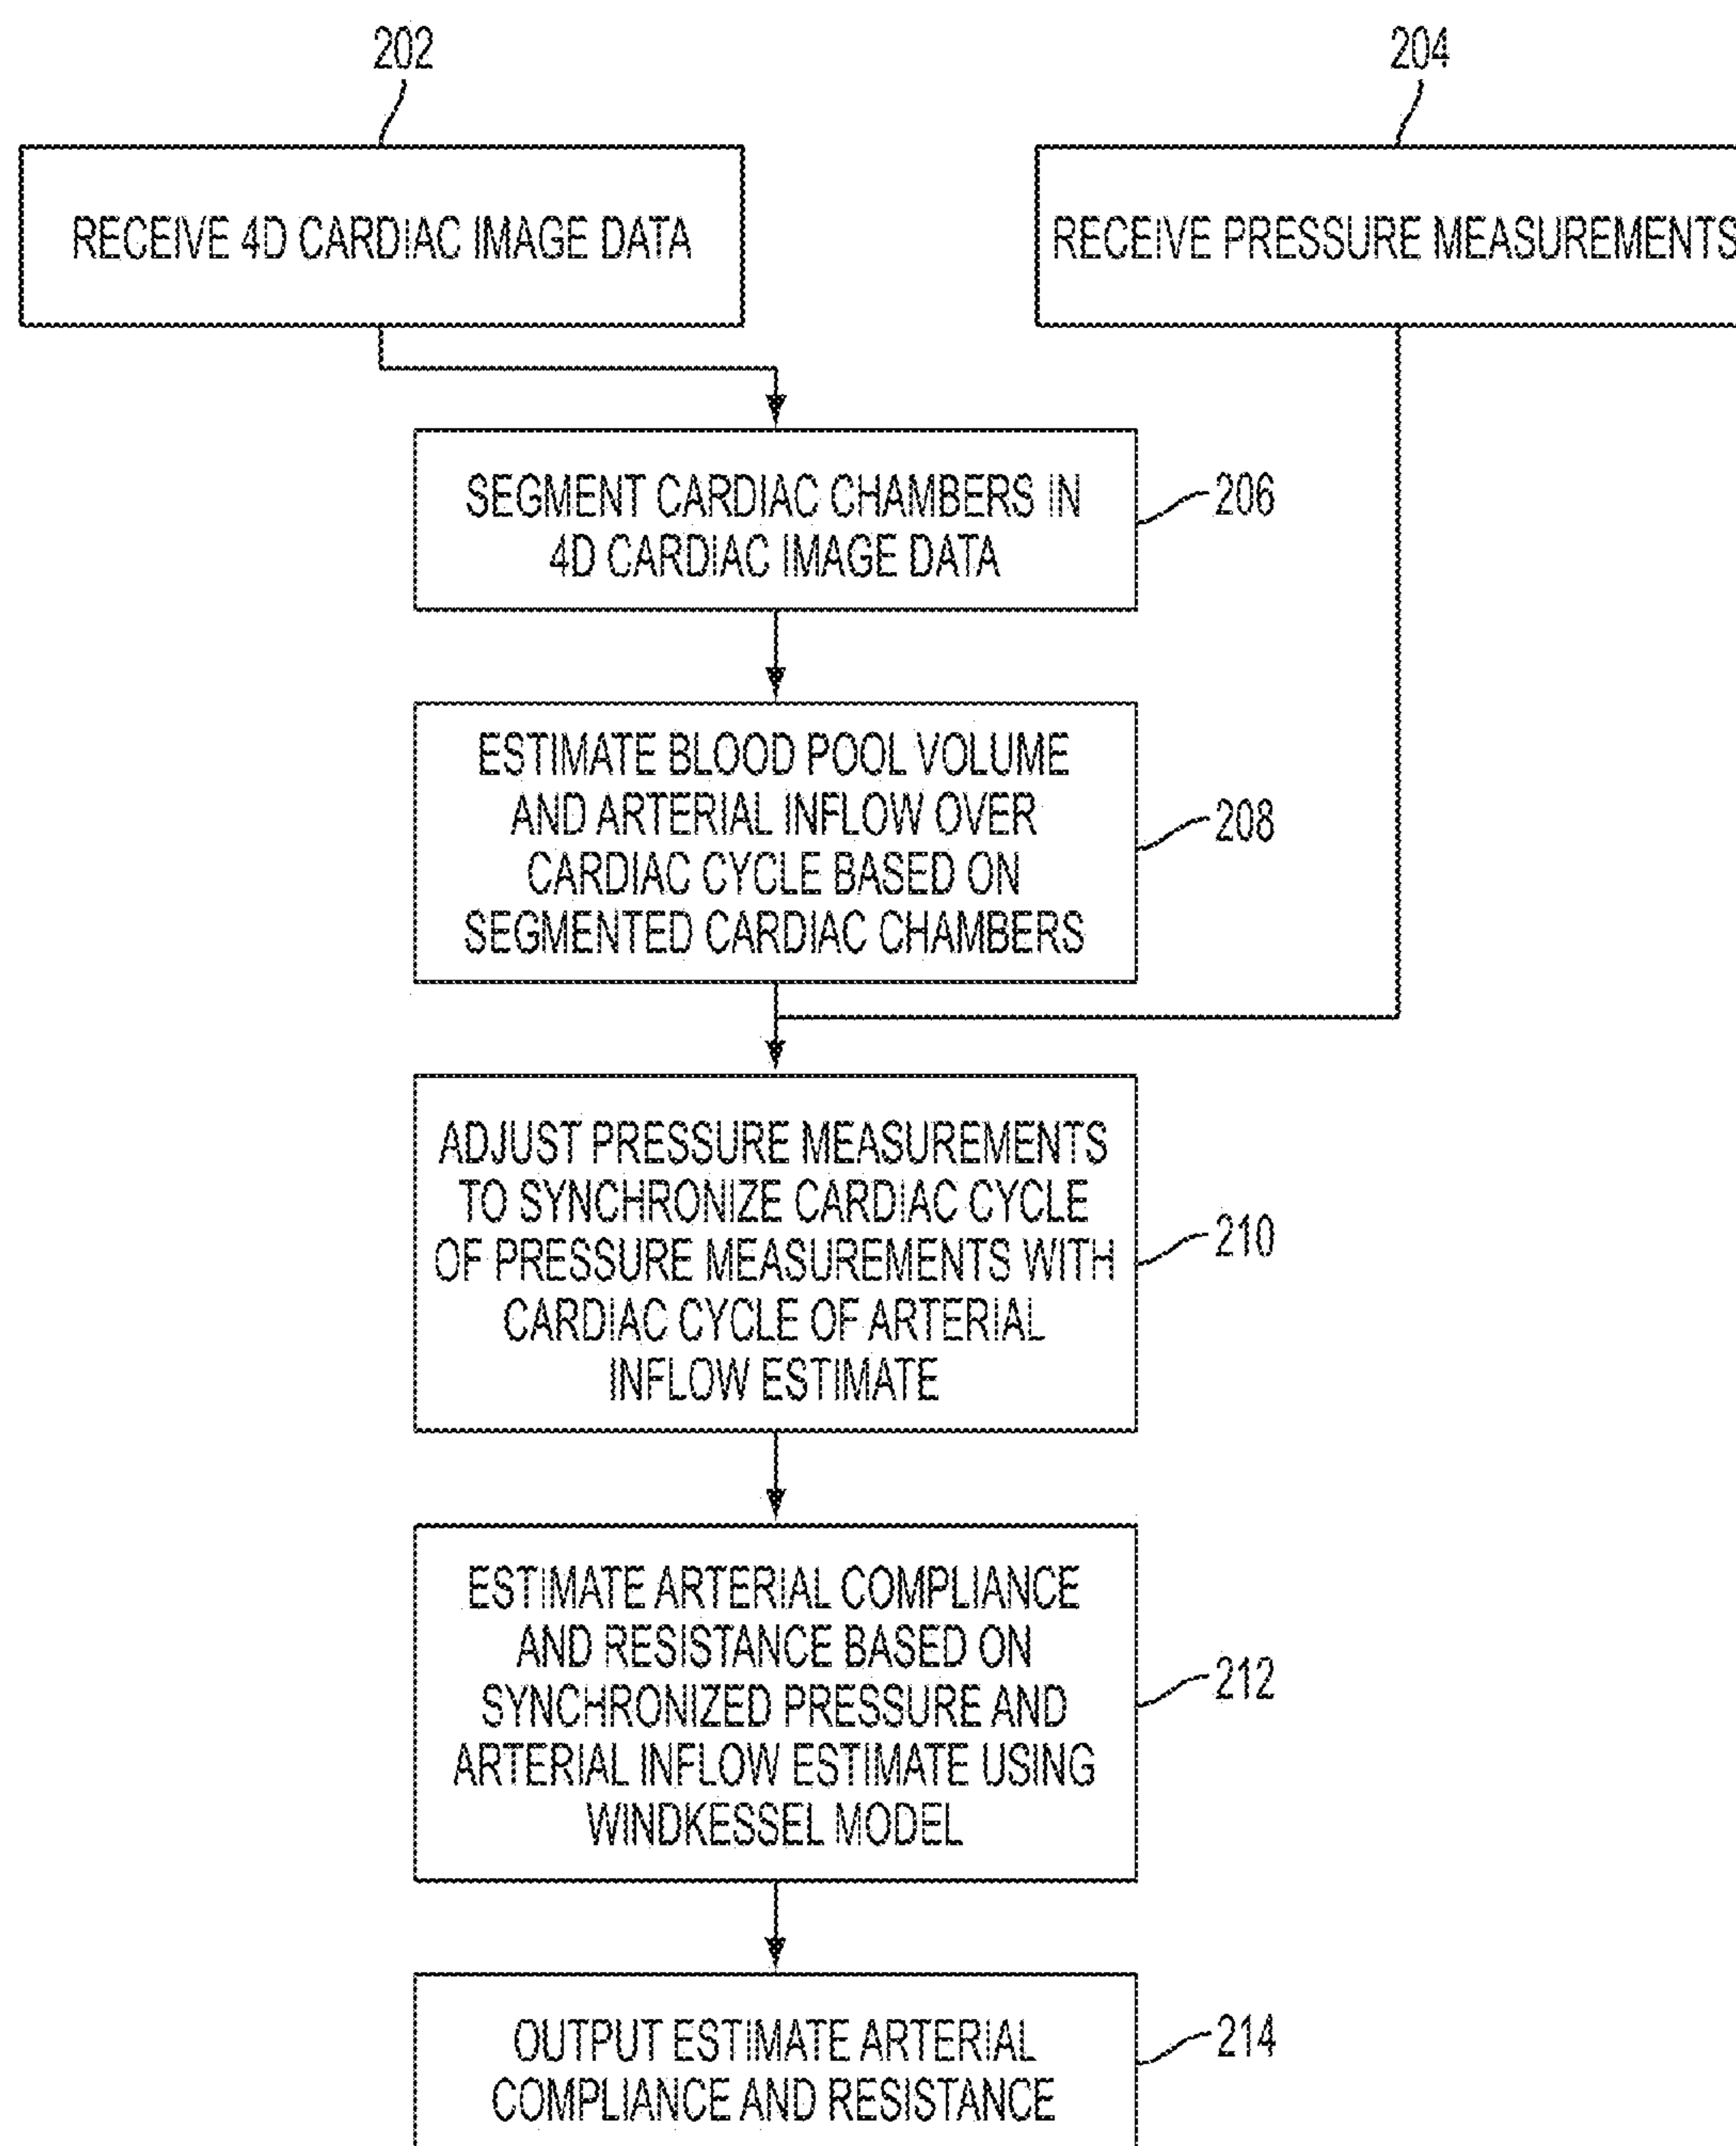 202
204
RECEIVE 4D CARDIAC IMAGE DATA
RECEIVE PRESSURE MEASUREMENTS
SEGMENT CARDIAC CHAMBERS IN
4D CARDIAC IMAGE DATA
206
ESTIMATE BLOOD POOL VOLUME
AND ARTERIAL INFLOW OVER
CARDIAC CYCLE BASED ON
SEGMENTED CARDIAC CHAMBERS
208
ADJUST PRESSURE MEASUREMENTS
TO SYNCHRONIZE CARDIAC CYCLE
OF PRESSURE MEASUREMENTS WITH
CARDIAC CYCLE OF ARTERIAL
INFLOW ESTIMATE
210
ESTIMATE ARTERIAL COMPLIANCE
AND RESISTANCE BASED ON
SYNCHRONIZED PRESSURE AND
ARTERIAL INFLOW ESTIMATE USING
WINDKESSEL MODEL
212
OUTPUT ESTIMATE ARTERIAL
COMPLIANCE AND RESISTANCE
214